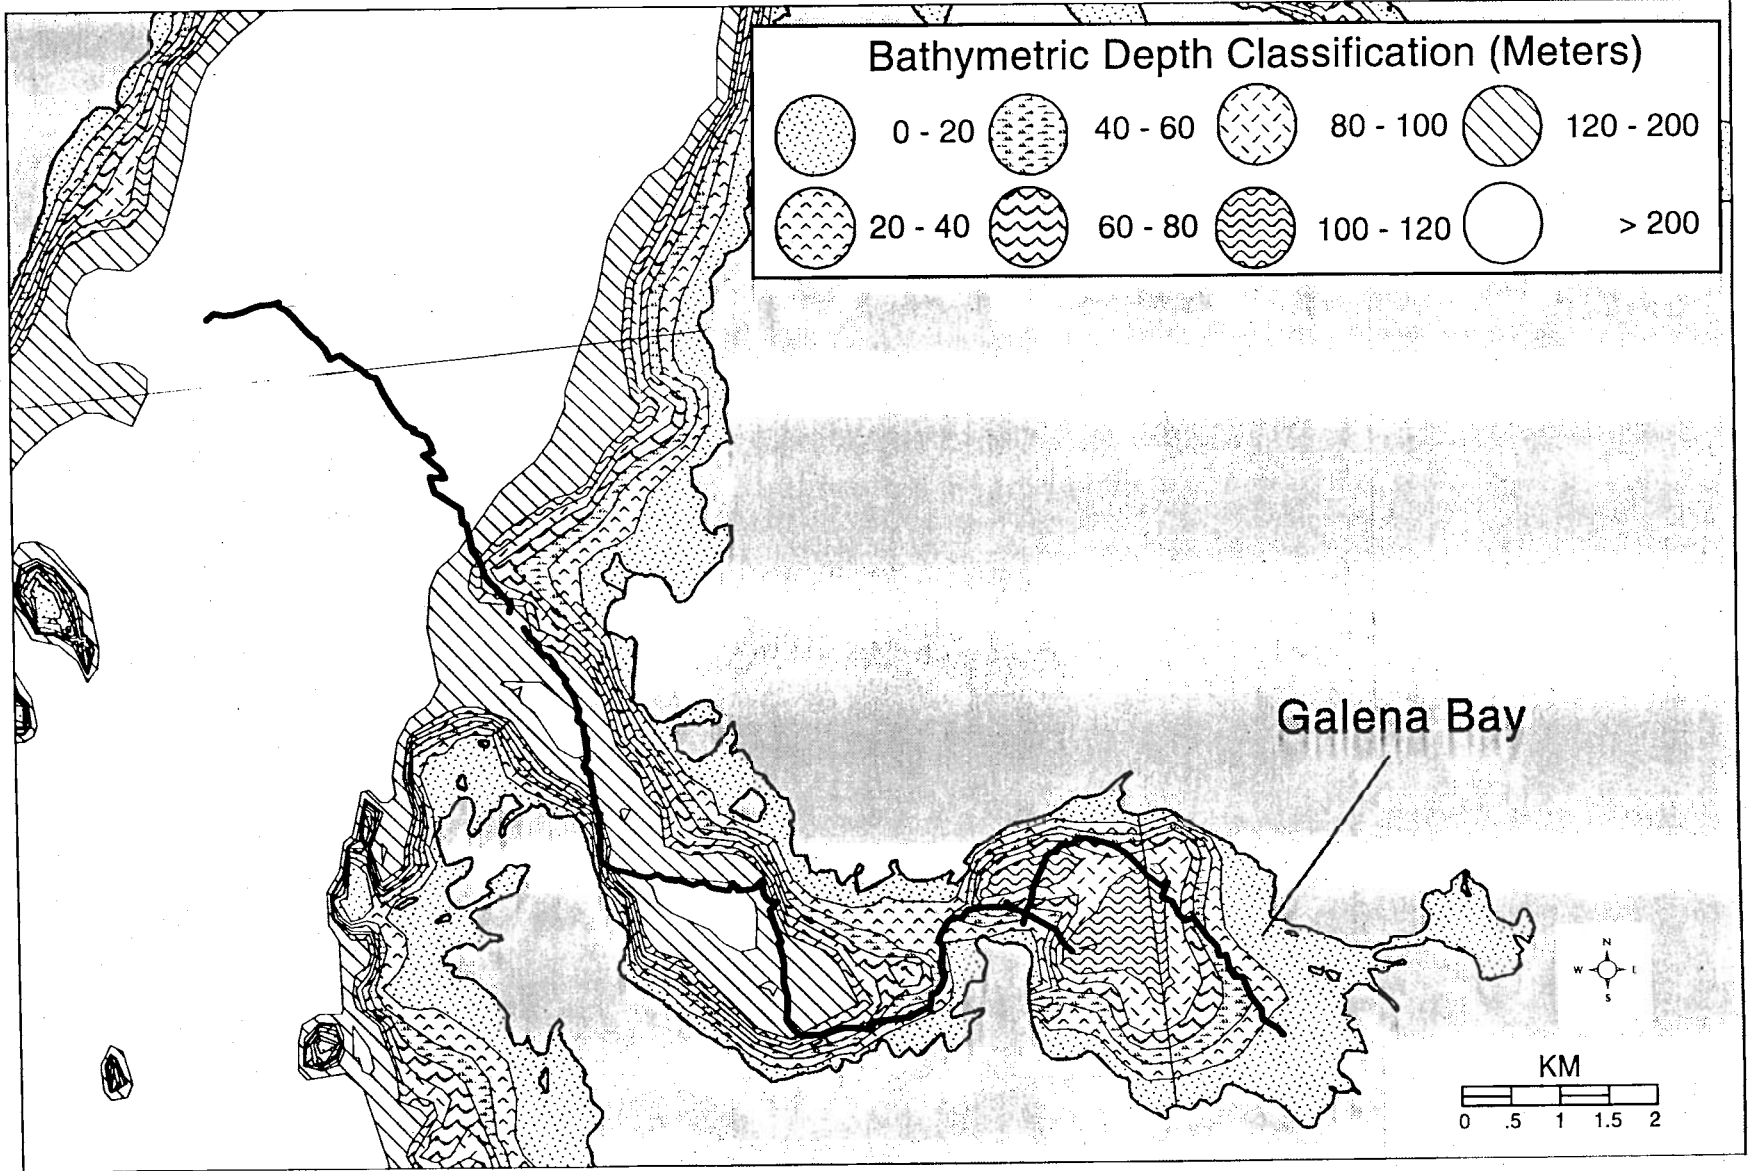 Bathymetric Depth Classification (Meters)
0 - 20 40 - 60 80 - 100 120 - 200
20 - 40 60 - 80 100 - 120 > 200
Galena Bay
N
W E
S
KM
0 .5 1 1.5 2